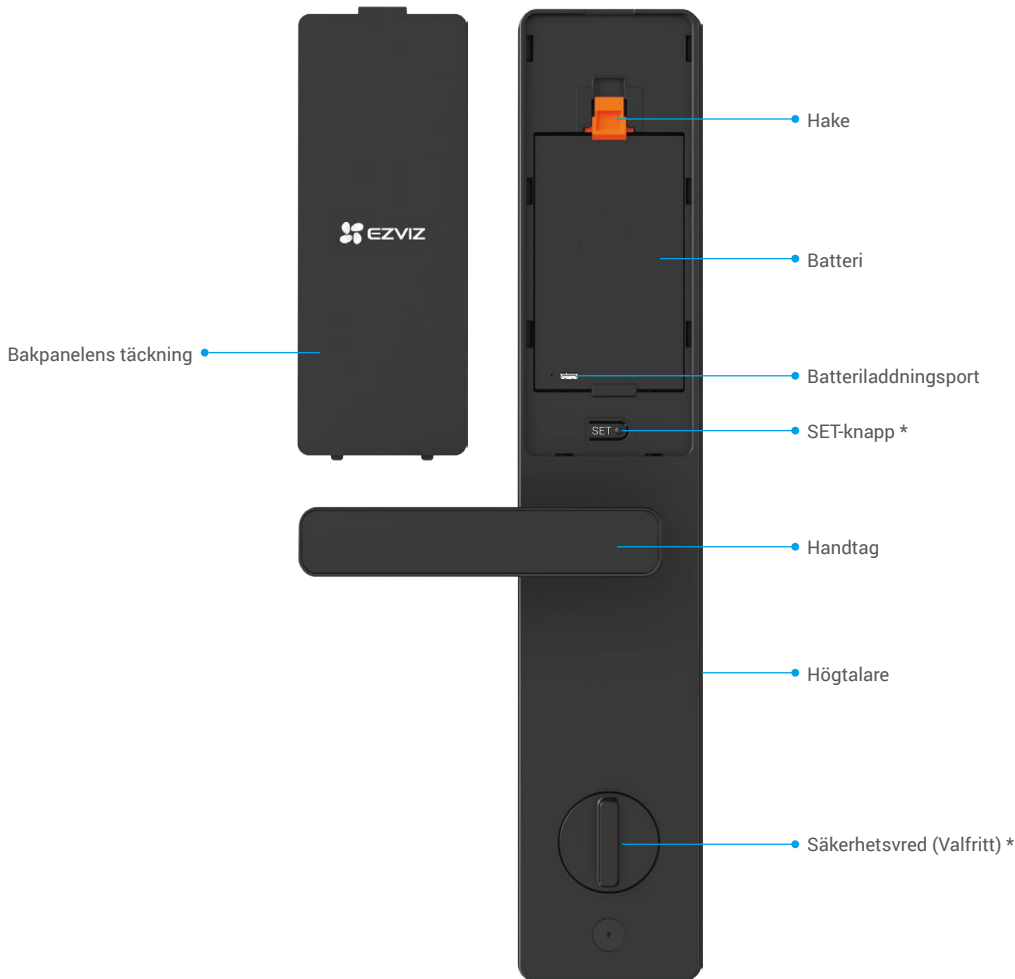 Hake
EZVIZ
Batteri
Bakpanelens täckning
Batteriladdningsport
SET
SET-knapp *
Handtag
Högtalare
Säkerhetsvred (Valfritt) *